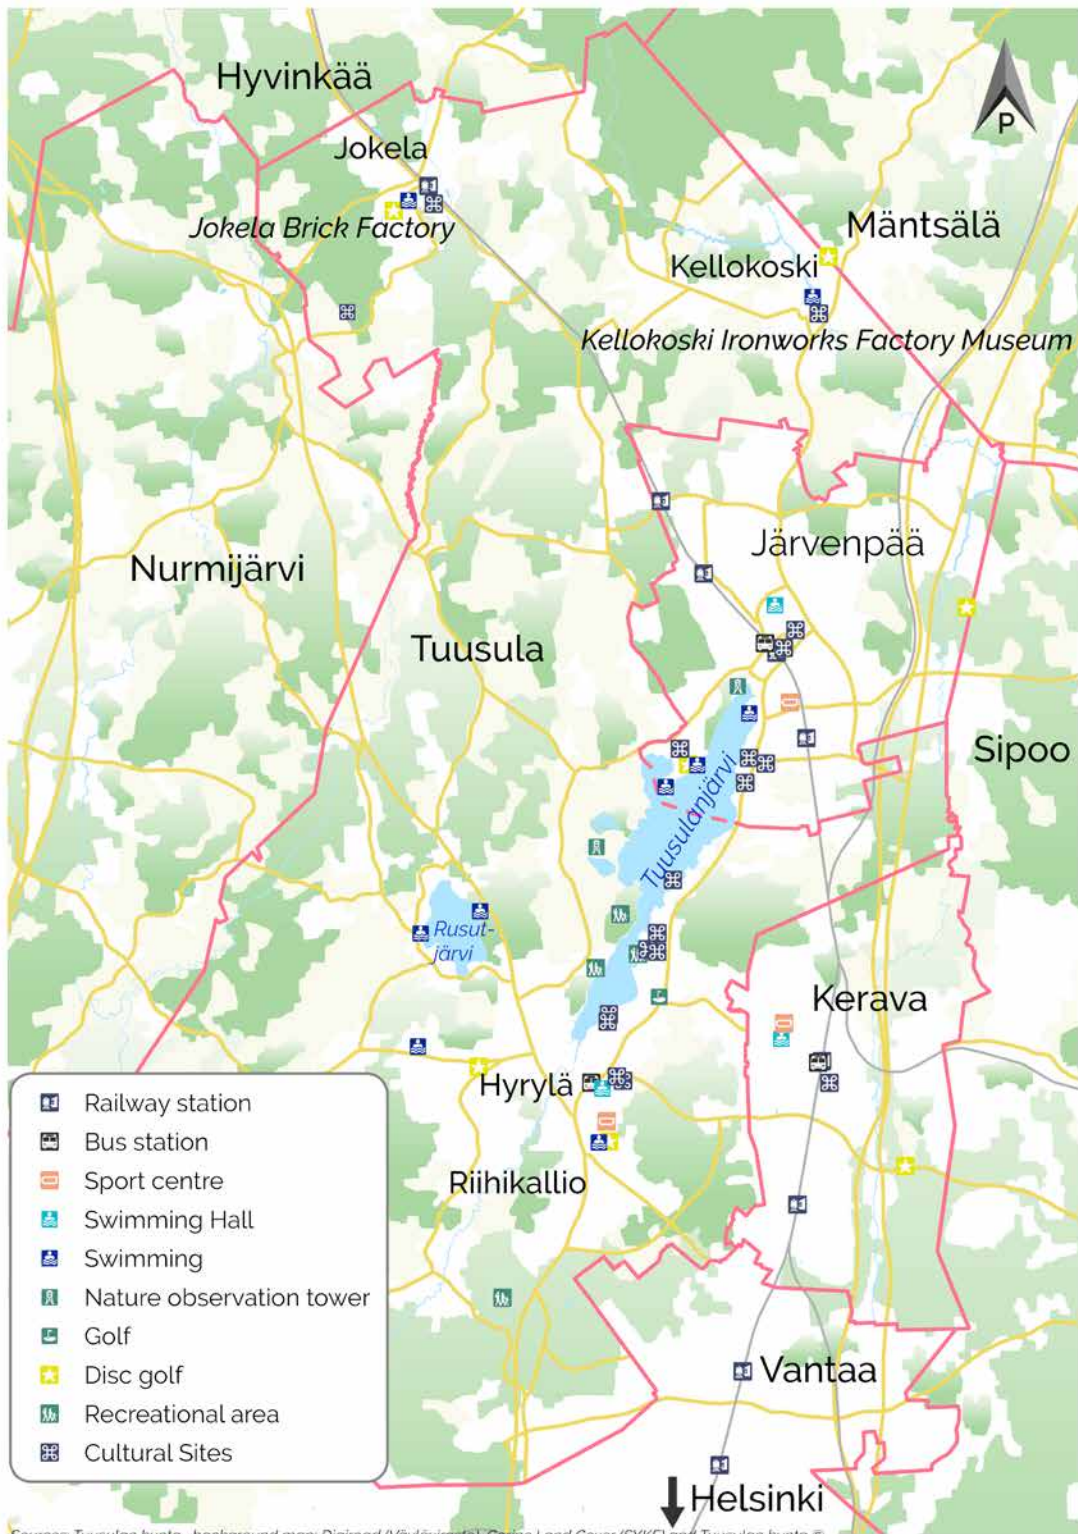 Hyvinkää
Jokela
Jokela Brick Factory
P
Mäntsälä
Kellokoski
Kellokoski Ironworks Factory Museum
Järvenpää
Nurmijärvi
Tuusula
Sipoo
Tuusulanjärvi
Rusut-
järvi
Kerava
Hyrylä
Riihikallio
Railway station
Bus station
Sport centre
Swimming Hall
Swimming
Nature observation tower
Golf
Disc golf
Recreational area
Cultural Sites
Vantaa
Helsinki